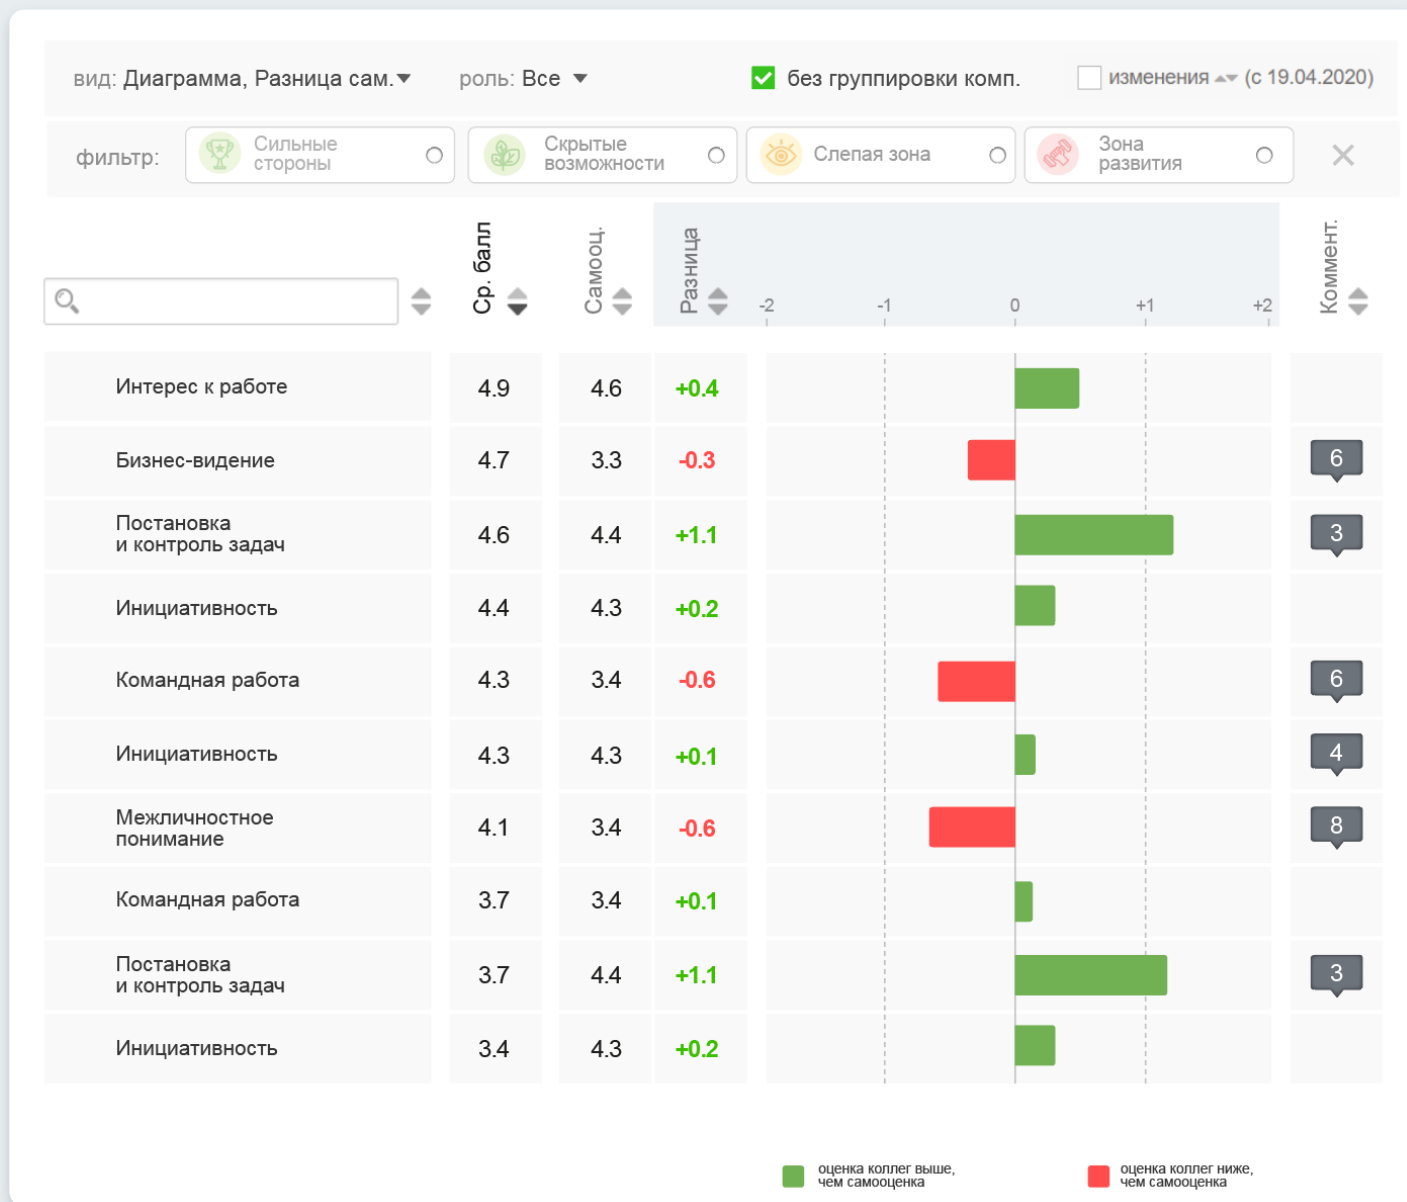 вид: Диаграмма, Разница сам. роль: Все без группировки комп. изменения (с 19.04.2020)
фильтр: Сильные стороны Скрытые возможности Слепая зона Зона развития
Ср. балл Самооц. Разница -2 -1 0 +1 +2 Коммент.
Интерес к работе 4.9 4.6 +0.4
Бизнес-видение 4.7 3.3 -0.3 6
Постановка
и контроль задач 4.6 4.4 +1.1 3
Инициативность 4.4 4.3 +0.2
Командная работа 4.3 3.4 -0.6 6
Инициативность 4.3 4.3 +0.1 4
Межличностное
понимание 4.1 3.4 -0.6 8
Командная работа 3.7 3.4 +0.1
Постановка
и контроль задач 3.7 4.4 +1.1 3
Инициативность 3.4 4.3 +0.2
оценка коллег выше,
чем самооценка
оценка коллег ниже,
чем самооценка